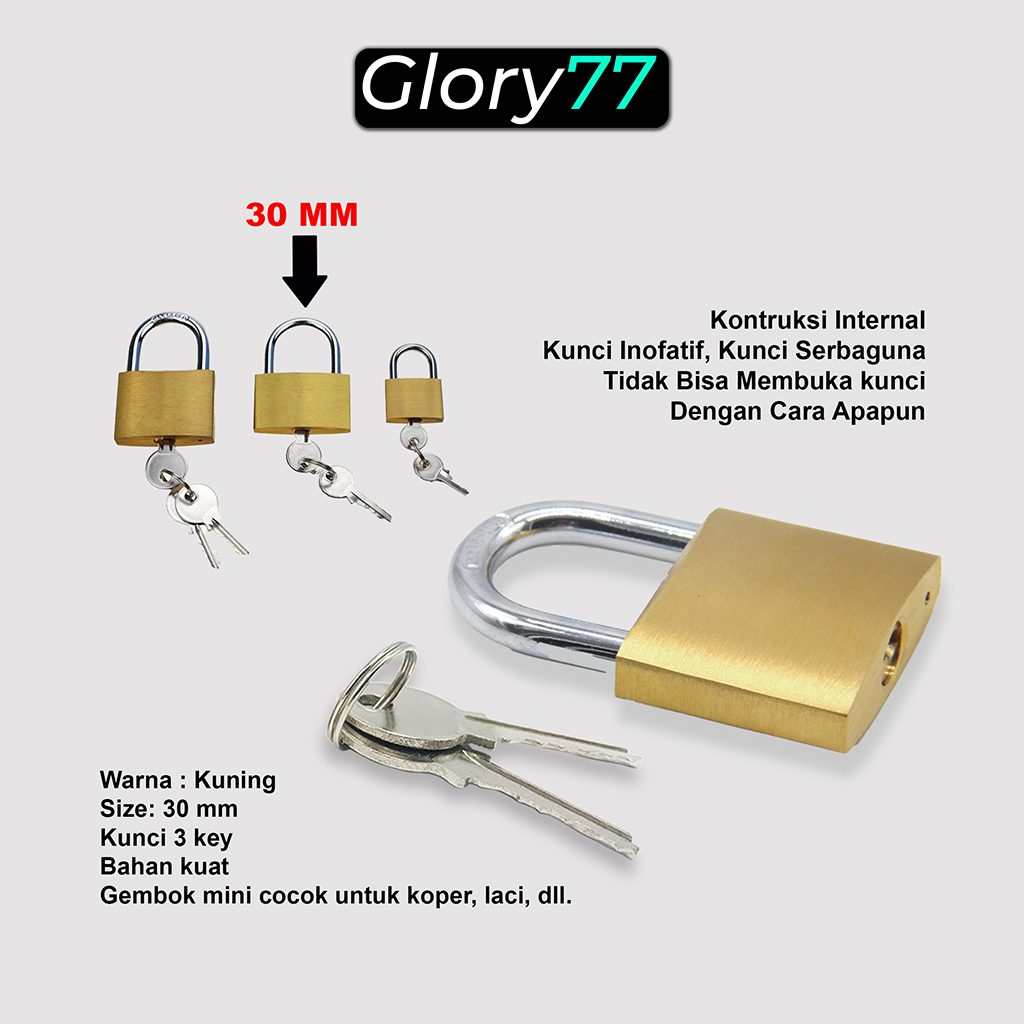 Glory77
30 MM
Kontruksi Internal
Kunci Inofatif, Kunci Serbaguna
Tidak Bisa Membuka kunci
Dengan Cara Apapun
Warna : Kuning
Size: 30 mm
Kunci 3 key
Bahan kuat
Gembok mini cocok untuk koper, laci, dll.